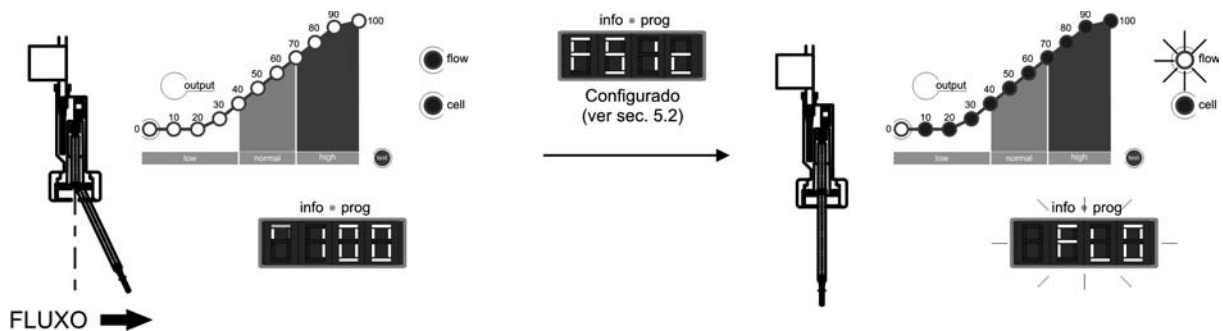 0
10
20
30
40
50
60
70
80
90
100
output
flow
cell
low
normal
high
test
info • prog
FLUXO
info • prog
Configurado
(ver sec. 5.2)
0
10
20
30
40
50
60
70
80
90
100
output
flow
cell
low
normal
high
test
info • prog
FLO